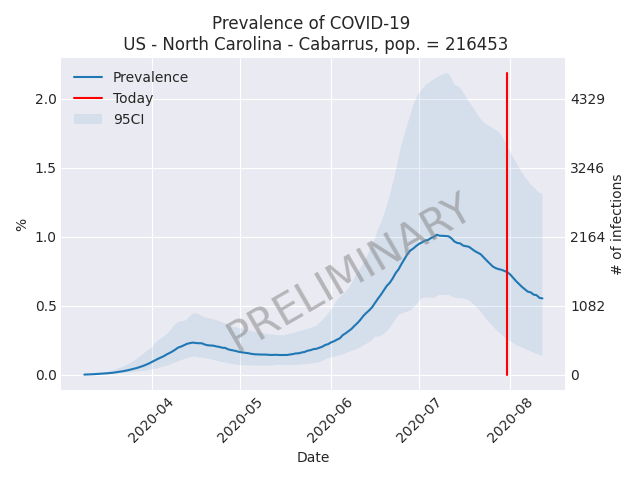 Prevalence of COVID-19
US - North Carolina - Cabarrus, pop. = 216453
Prevalence
Today
95CI
PRELIMINARY
%
2.0
1.5
1.0
0.5
0.0
4329
3246
2164
1082
0
# of infections
2020-04
2020-05
2020-06
2020-07
2020-08
Date